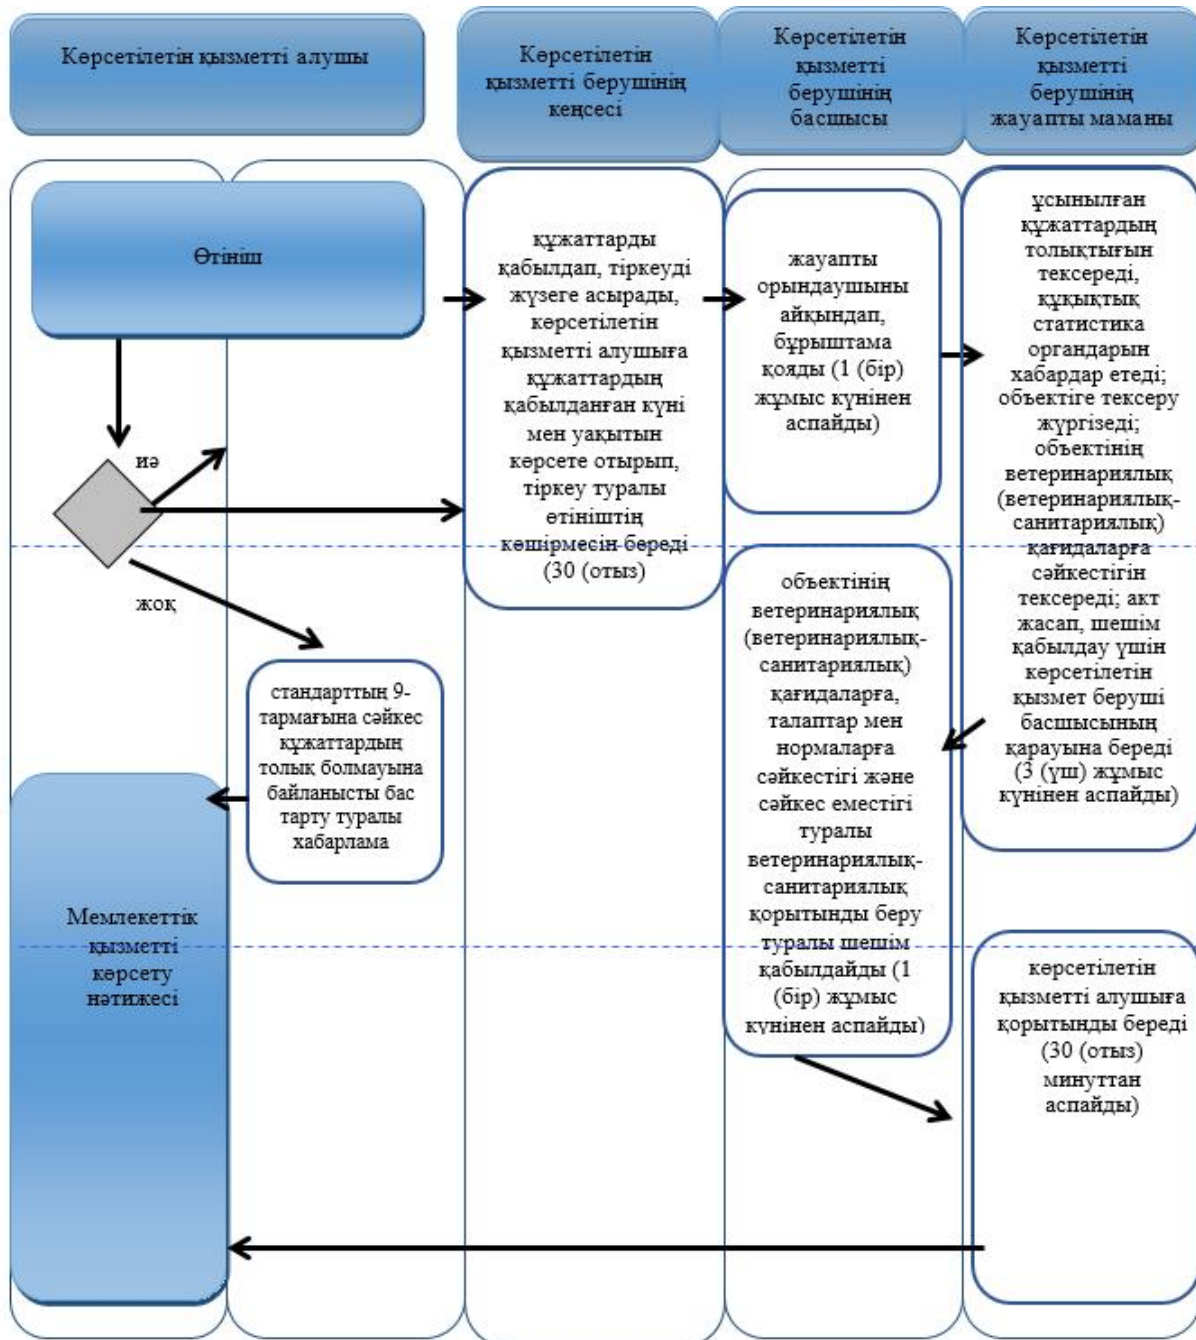 Көрсетілетін қызметті алушы
Көрсетілетін
қызметті берушінің
кеңсесі
Көрсетілетін
қызметті
берушінің
басшысы
Көрсетілетін
қызметті
берушінің
жауапты маманы
Өтініш
құжаттарды
қабылдап, тіркеуді
жүзеге асырады,
көрсетілетін
қызметті алушыға
құжаттардың
қабылданған күні
мен уақытын
көрсете отырып,
тіркеу туралы
өтініштің
көшірмесін береді
(30 (отыз)
жауапты
орындаушыны
айқындап,
бұрыштама
қояды (1 (бір)
жұмыс күнінен
аспайды)
ұсынылған
құжаттардың
толықтығын
тексереді,
құқықтық
статистика
органдарын
хабардар етеді;
объектіге тексеру
жүргізеді;
объектінің
ветеринариялық
(ветеринариялық-
санитариялық)
қағидаларға
сәйкестігін
тексереді; акт
жасап, шешім
қабылдау үшін
көрсетілетін
қызмет беруші
басшысының
қарауына береді
(3 (үш) жұмыс
күнінен аспайды)
иә
жоқ
стандарттың 9-
тармағына сәйкес
құжаттардың
толық болмауына
байланысты бас
тарту туралы
хабарлама
объектінің
ветеринариялық
(ветеринариялық-
санитариялық)
қағидаларға,
талаптар мен
нормаларға
сәйкестігі және
сәйкес еместігі
туралы
ветеринариялық-
санитариялық
қорытынды беру
туралы шешім
қабылдайды (1
(бір) жұмыс
күнінен аспайды)
Мемлекеттік
қызметті
көрсету
нәтижесі
көрсетілетін
қызметті алушыға
қорытынды береді
(30 (отыз)
минуттан
аспайды)